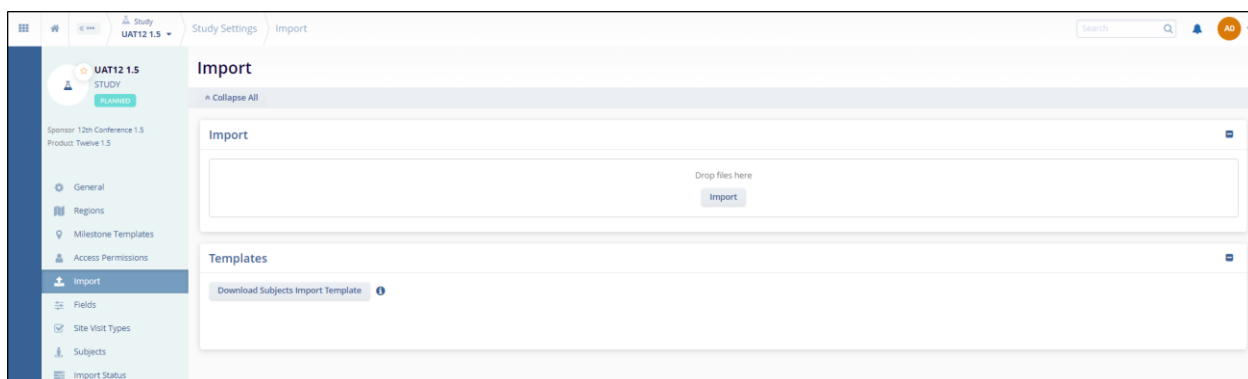 Study
UAT12 1.5
Study Settings
Import
Search
AD
UAT12 1.5
STUDY
PLANNED
Sponsor 12th Conference 1.5
Product Twelve 1.5
General
Regions
Milestone Templates
Access Permissions
Import
Fields
Site Visit Types
Subjects
Import Status
Import
Collapse All
Import
Drop files here
Import
Templates
Download Subjects Import Template